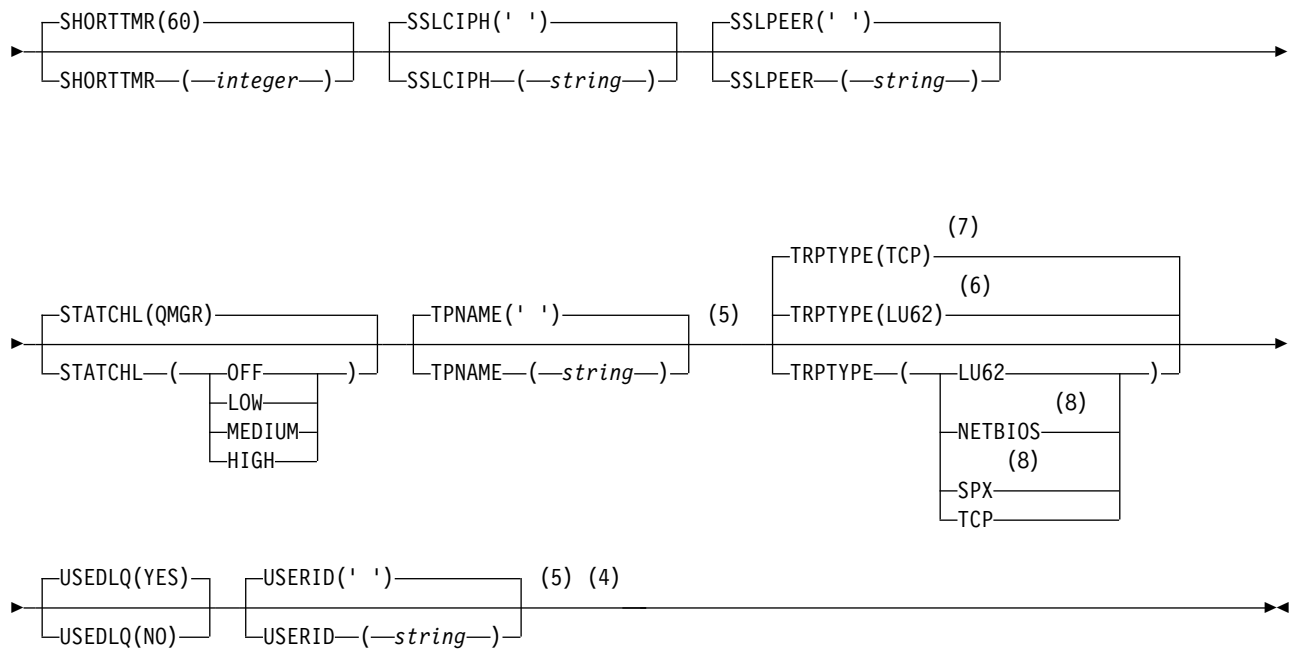 SHORTTMR(60) SSLCIPH(' ') SSLPEER(' ')
SHORTTMR ( integer ) SSLCIPH ( string ) SSLPEER ( string )
(7)
TRPTYPE(TCP)
(6)
STATCHL(QMGR) TPNAME(' ') (5) TRPTYPE(LU62)
STATCHL ( OFF ) TPNAME ( string ) TRPTYPE ( LU62 )
LOW (8)
MEDIUM NETBIOS
HIGH (8)
SPX
TCP
USEDLQ(YES) USERID(' ') (5) (4)
USEDLQ(NO) USERID ( string )